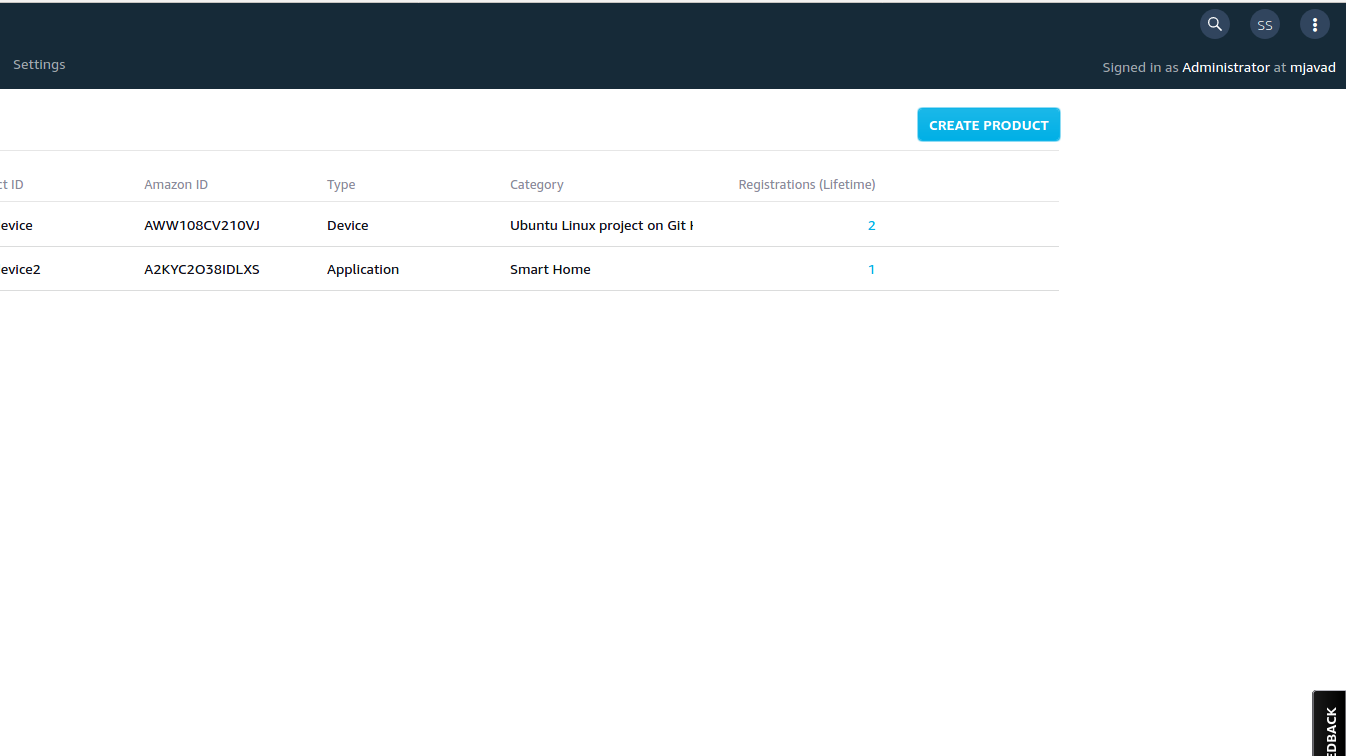 SS
Settings
Signed in as Administrator at mjavad
CREATE PRODUCT
ct ID Amazon ID Type Category Registrations (Lifetime)
evice AWW108CV210VJ Device Ubuntu Linux project on Git 2
evice2 A2KYC2O38IDLXS Application Smart Home 1
EDBACK